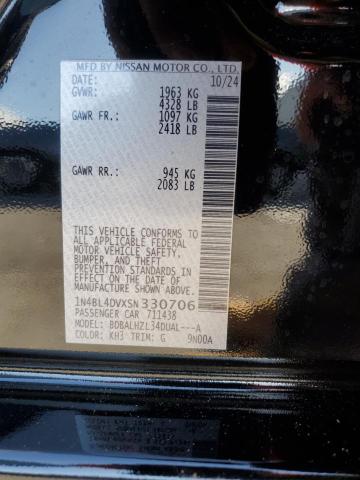 MFD BY NISSAN MOTOR CO., LTD.
DATE: 10/24
GVWR: 1963 KG
4328 LB
GAWR FR.: 1097 KG
2418 LB
GAWR RR.: 945 KG
2083 LB
THIS VEHICLE CONFORMS TO
ALL APPLICABLE FEDERAL
MOTOR VEHICLE SAFETY,
BUMPER, AND THEFT
PREVENTION STANDARDS IN
EFFECT ON THE DATE OF
MANUFACTURE SHOWN ABOVE.
1N4BL4DVXSN330706
PASSENGER CAR 711438
MODEL: BDBALHZL34DUAL---A
COLOR: KH3 TRIM: G 9N00A